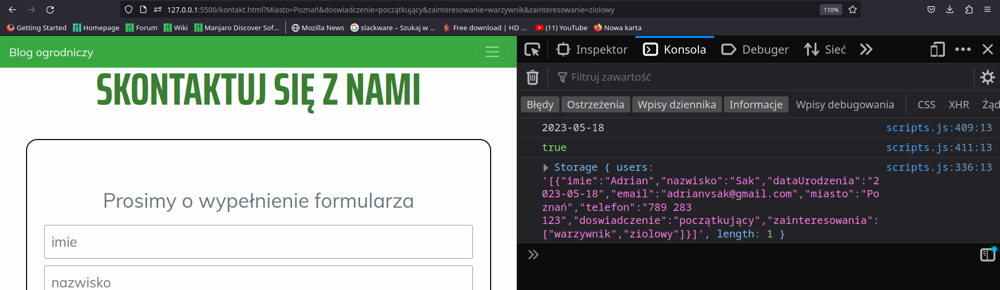 127.0.0.1:5500/kontakt.html?Miasto=Poznań&doswiadczenie=początkujący&zainteresowanie=warzywnik&zainteresowanie=ziolowy
110%
Getting Started Homepage Forum Wiki Manjaro Discover Sof... Mozilla News slackware – Szukaj w ... Free download | HD ... (11) YouTube Nowa karta
Blog ogrodniczy
SKONTAKTUJ SIĘ Z NAMI
Prosimy o wypełnienie formularza
imie
nazwisko
Inspektor Konsola Debuger Sieć
Filtruj zawartość
Błędy Ostrzeżenia Wpisy dziennika Informacje Wpisy debugowania CSS XHR Żąd
2023-05-18 scripts.js:409:13
true scripts.js:411:13
Storage { users: scripts.js:336:13
'[{"imie":"Adrian","nazwisko":"Sak","dataUrodzenia":"2
023-05-18","email":"adrianvsak@gmail.com","miasto":"Po
znań","telefon":"789 283
123","doswiadczenie":"początkujący","zainteresowania":
["warzywnik","ziolowy"]}]', length: 1 }